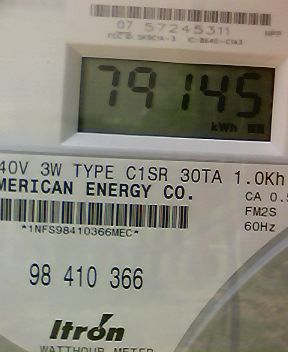 07 57245311
79145
kWh
40V 3W TYPE C1SR 30TA 1.0Kh
MERICAN ENERGY CO.
CA 0.5
FM2S
60Hz
*1NFS98410366MEC*
98 410 366
Itron
WATTHOUR METER